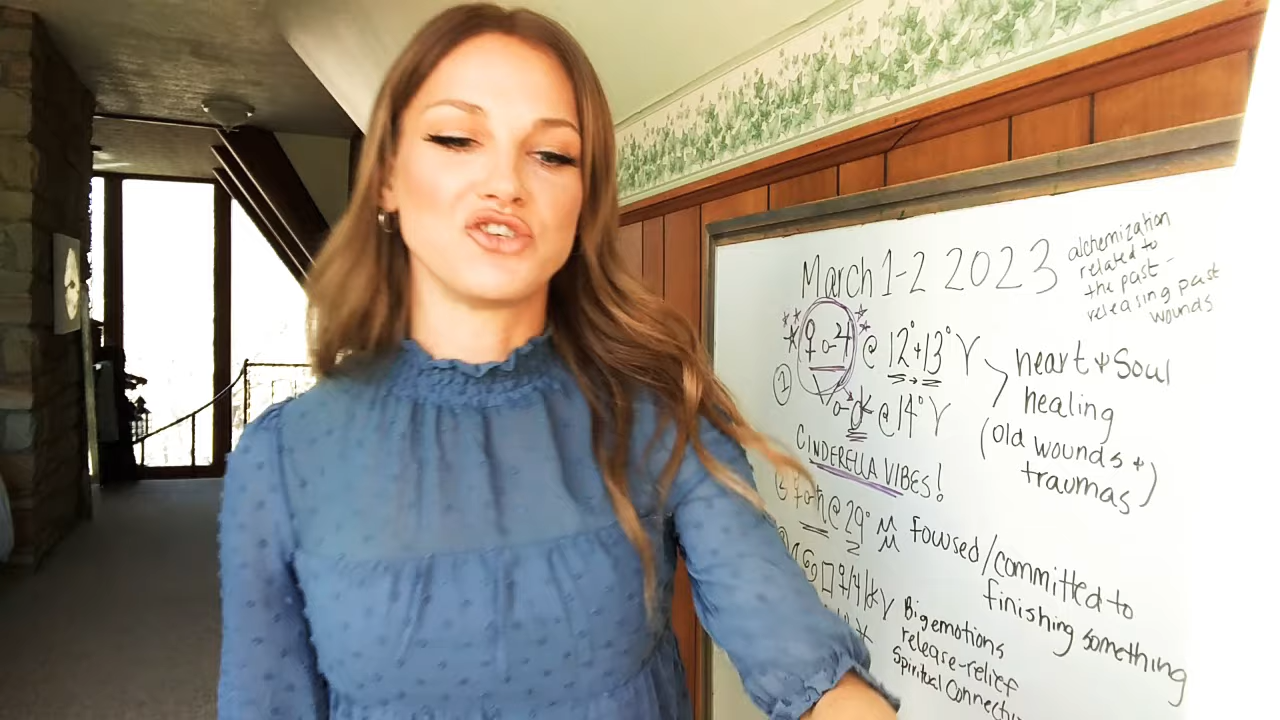 March 1-2 2023
alchemization
related to
the past -
releasing past
wounds
① ♀☌♃ @ 12°+13° ♈
heart + Soul
healing
(old wounds +
traumas)
@ 14° ♈
CINDERELLA VIBES!
@ 29° ♒ focused/committed to
finishing something
Big emotions
release-relief
Spiritual